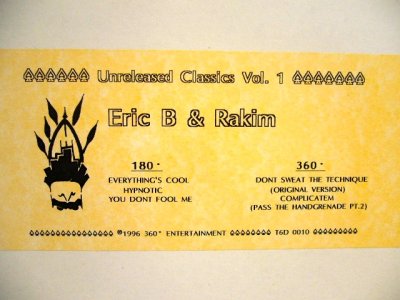 Unreleased Classics Vol. 1
Eric B & Rakim
180°
EVERYTHING'S COOL
HYPNOTIC
YOU DONT FOOL ME
360°
DONT SWEAT THE TECHNIQUE
(ORIGINAL VERSION)
COMPLICATEM
(PASS THE HANDGRENADE PT.2)
©1996 360° ENTERTAINMENT
T6D 0010